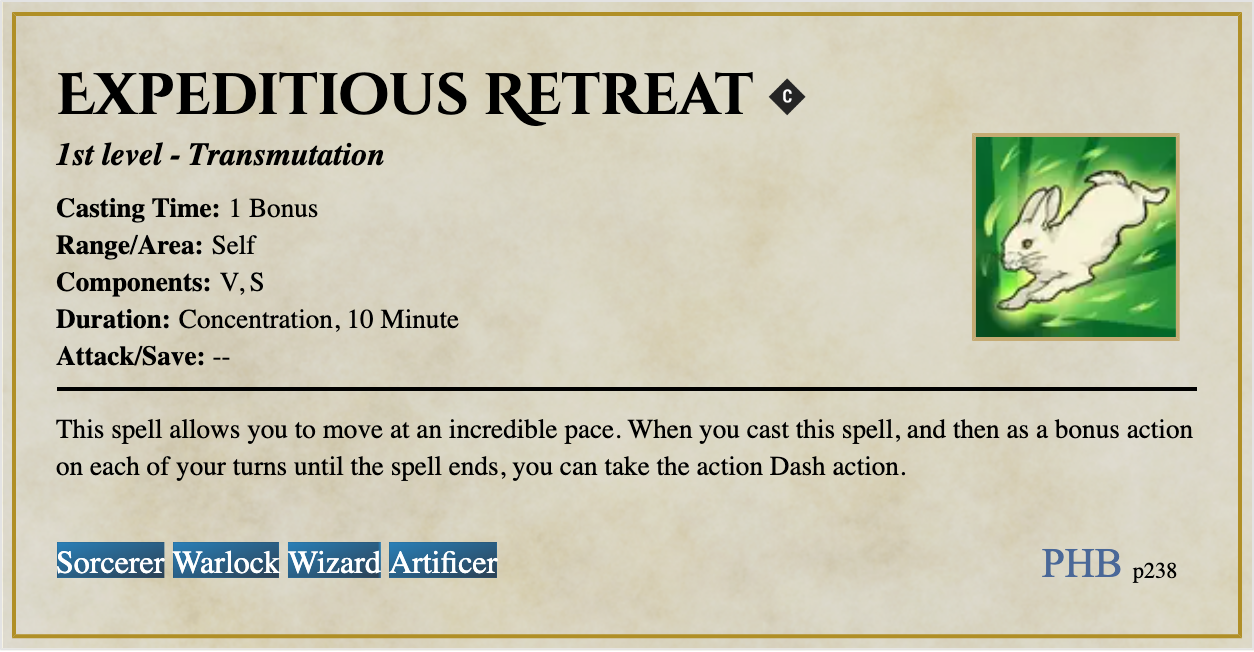 Expeditious Retreat C
1st level - Transmutation
Casting Time: 1 Bonus
Range/Area: Self
Components: V, S
Duration: Concentration, 10 Minute
Attack/Save: --
This spell allows you to move at an incredible pace. When you cast this spell, and then as a bonus action
on each of your turns until the spell ends, you can take the action Dash action.
Sorcerer Warlock Wizard Artificer
PHB p238